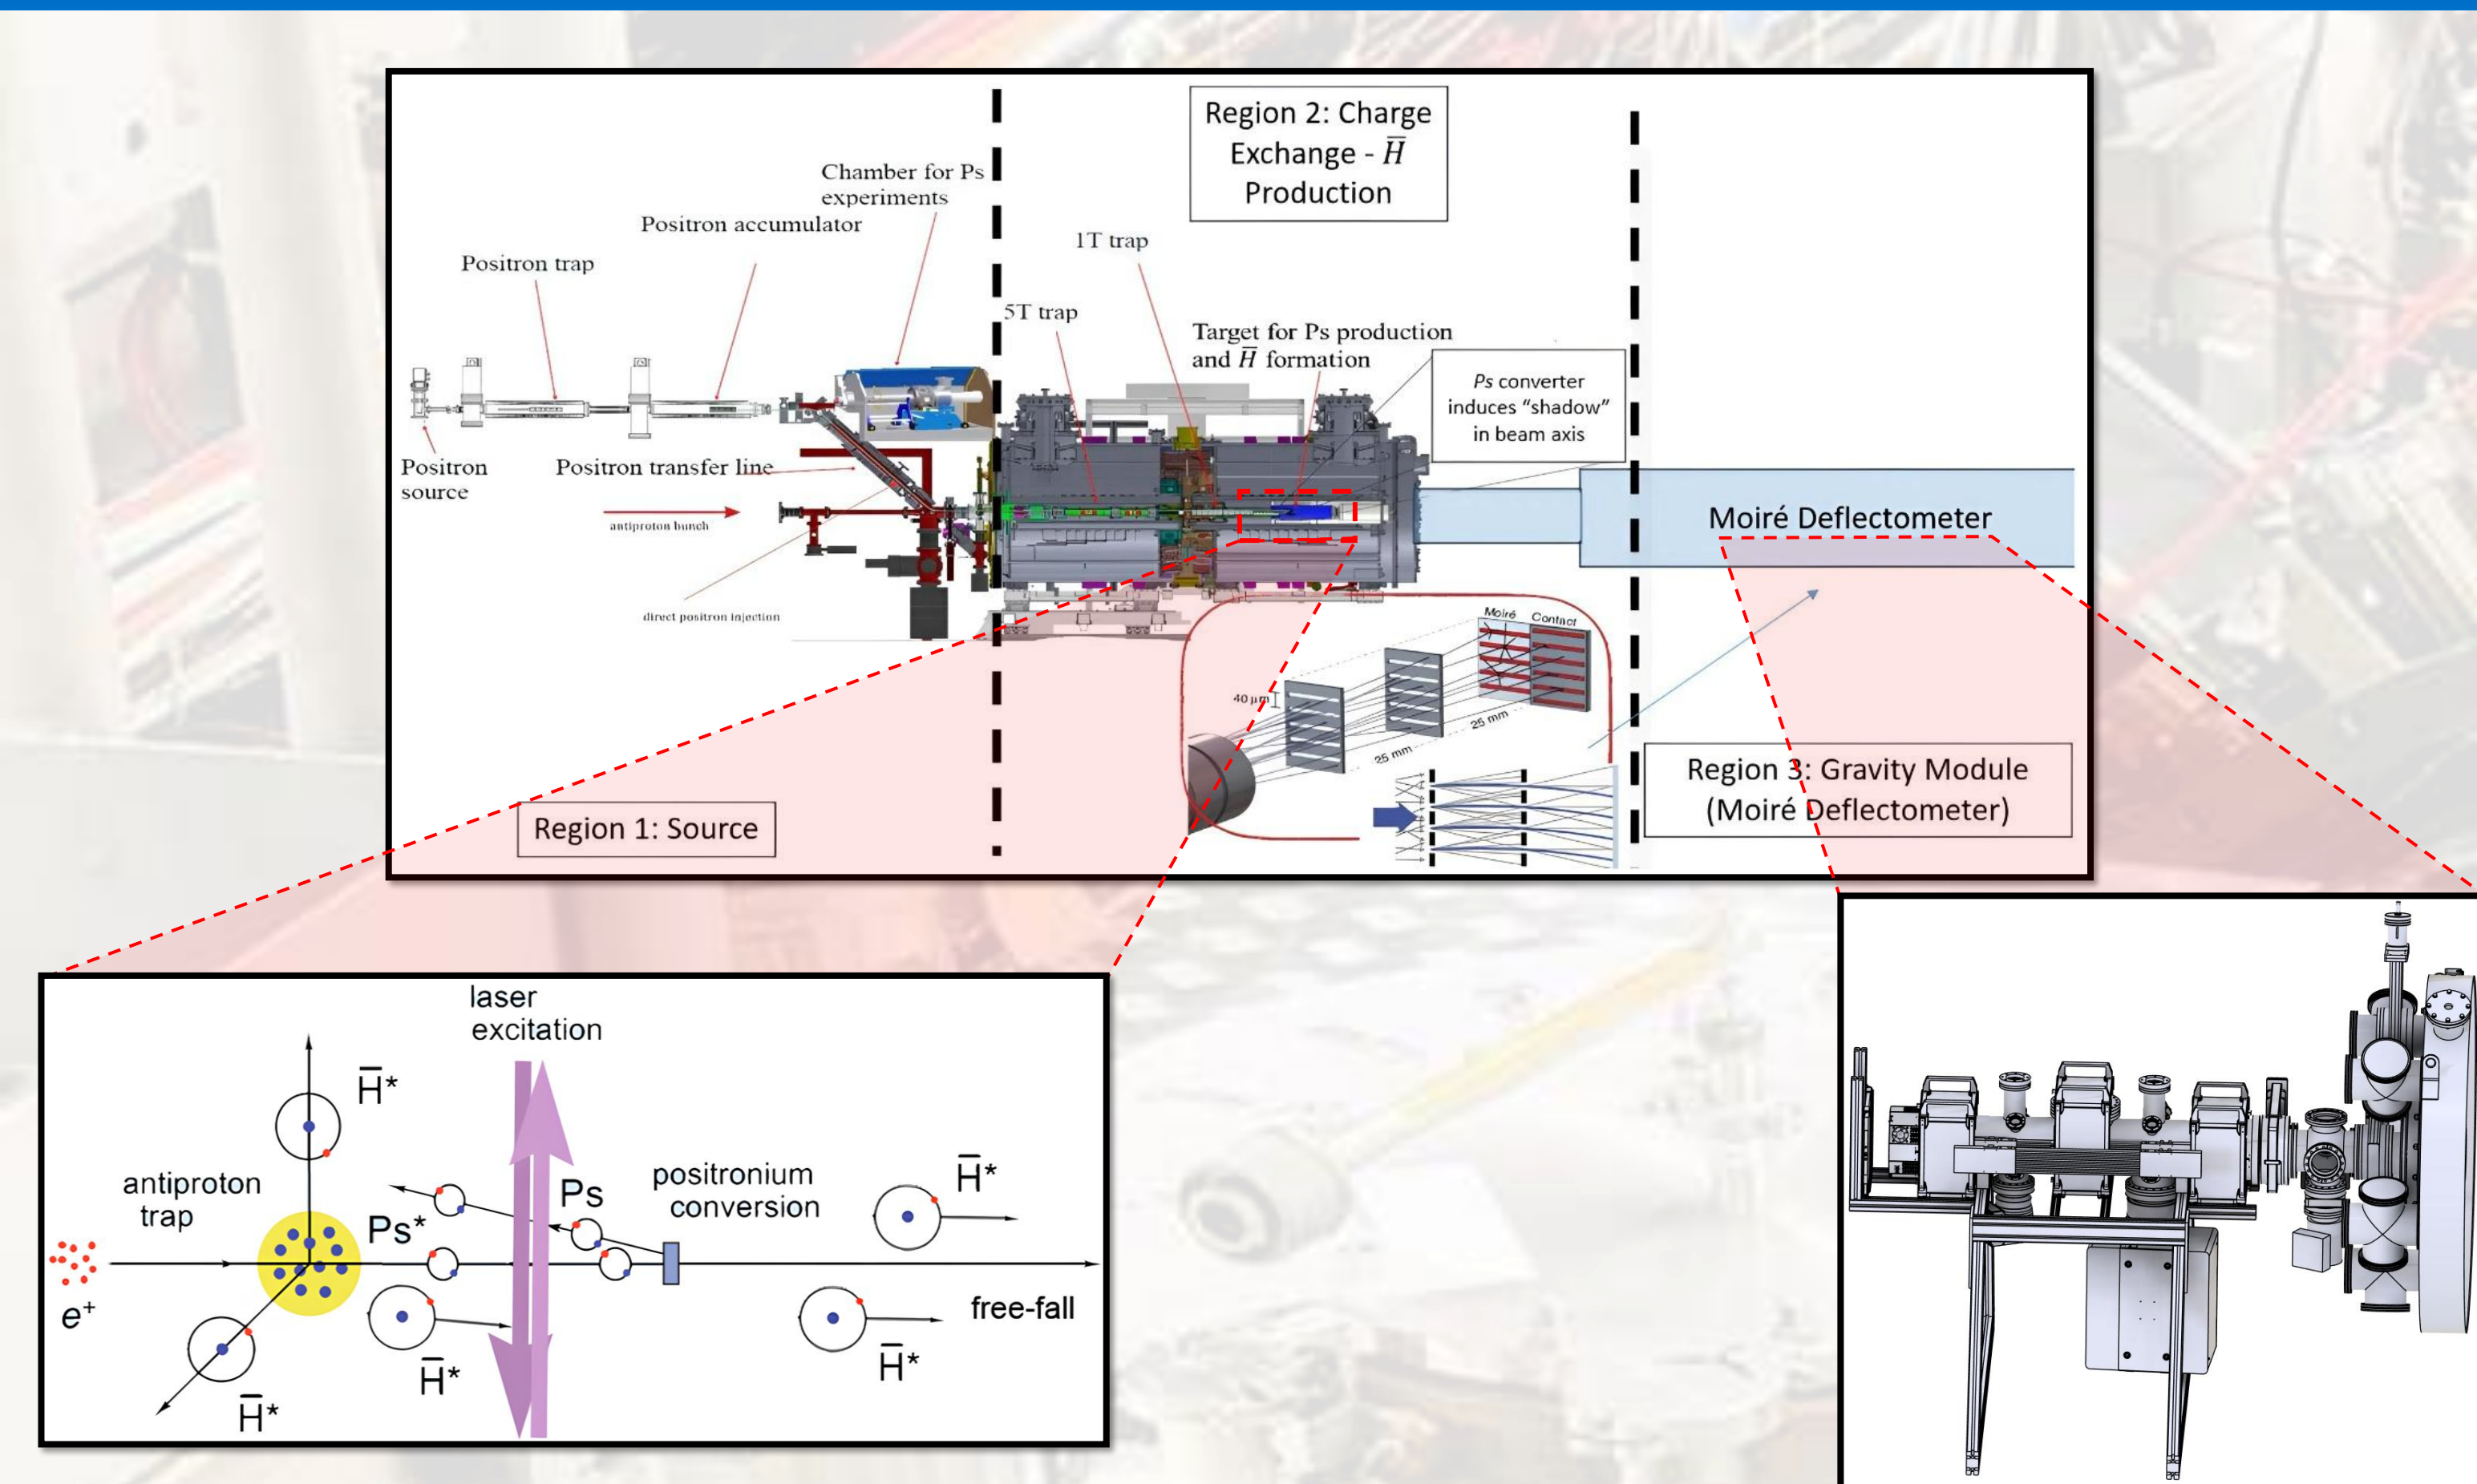 Region 2: Charge
Exchange - H̅
Production
Chamber for Ps
experiments
Positron accumulator
Positron trap
1T trap
5T trap
Target for Ps production
and H̅ formation
Ps converter
induces “shadow”
in beam axis
Positron
source
Positron transfer line
antiproton bunch
direct positron injection
Moiré Deflectometer
Moiré
Contact
40 μm
25 mm
25 mm
Region 1: Source
Region 3: Gravity Module
(Moiré Deflectometer)
laser
excitation
H̅*
antiproton
trap
Ps*
Ps
positronium
conversion
H̅*
e⁺
free-fall
H̅*
H̅*
H̅*